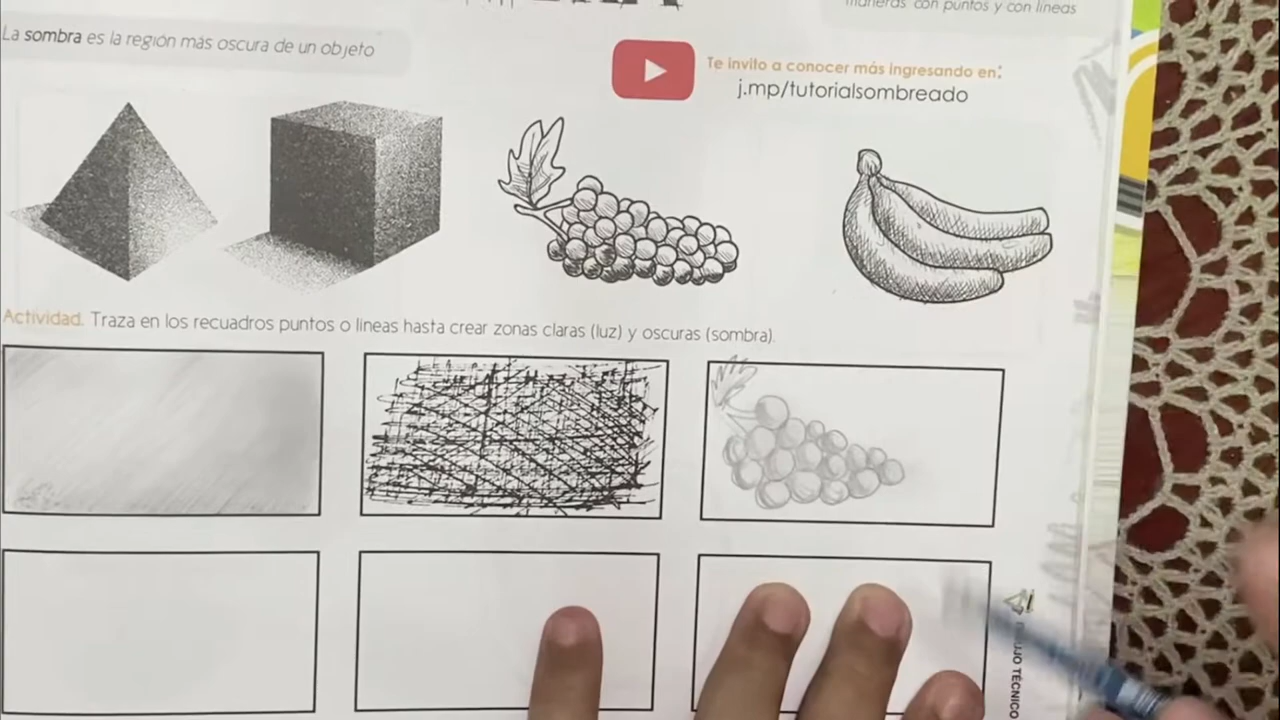 maneras con puntos y con líneas
La sombra es la región más oscura de un objeto
Te invito a conocer más ingresando en:
j.mp/tutorialsombreado
Actividad. Traza en los recuadros puntos o líneas hasta crear zonas claras (luz) y oscuras (sombra).
DIBUJO TÉCNICO